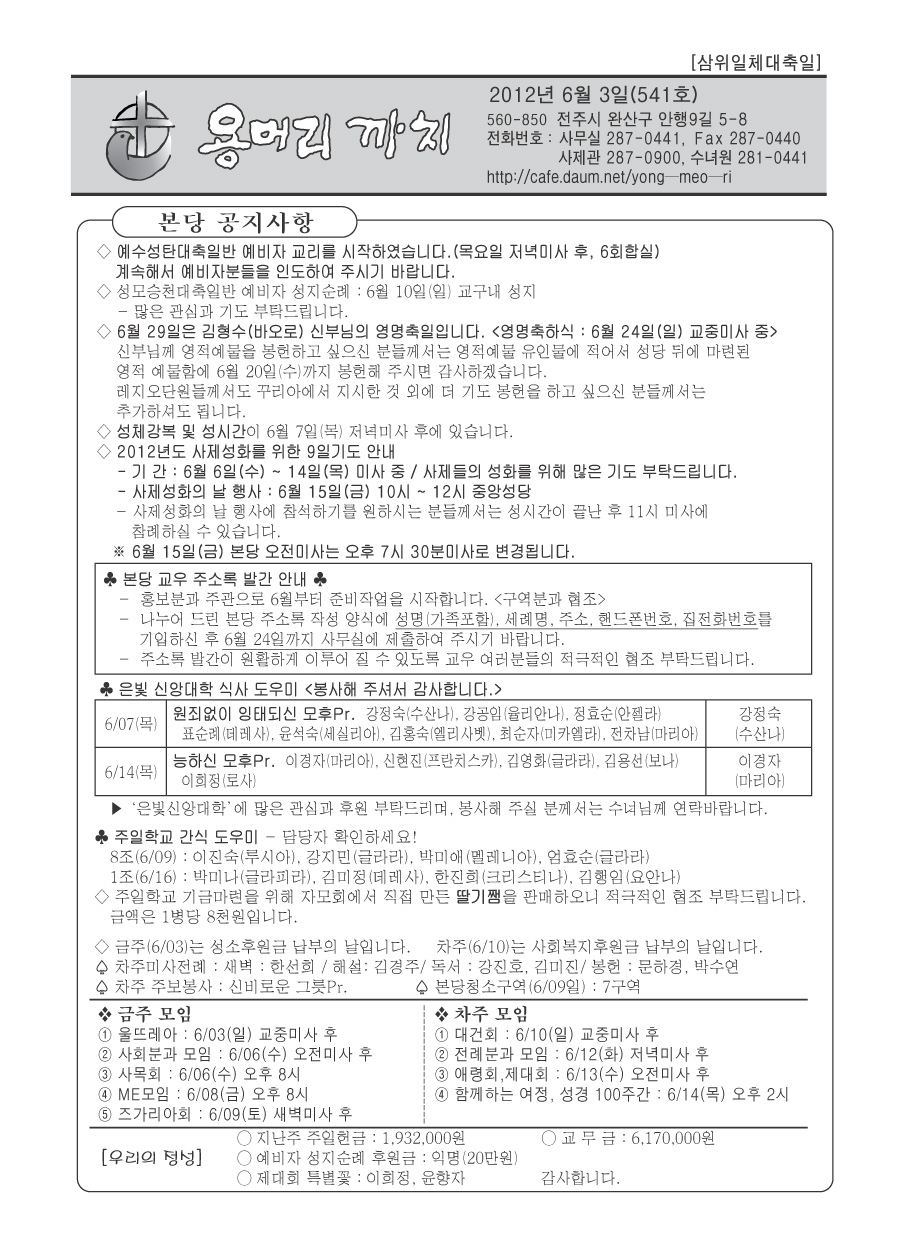 [삼위일체대축일]
용머리 까치
2012년 6월 3일(541호)
560-850 전주시 완산구 안행9길 5-8
전화번호 : 사무실 287-0441, Fax 287-0440
사제관 287-0900, 수녀원 281-0441
http://cafe.daum.net/yong—meo—ri
본당 공지사항
◇ 예수성탄대축일반 예비자 교리를 시작하였습니다.(목요일 저녁미사 후, 6회합실)
계속해서 예비자분들을 인도하여 주시기 바랍니다.
◇ 성모승천대축일반 예비자 성지순례 : 6월 10일(일) 교구내 성지
- 많은 관심과 기도 부탁드립니다.
◇ 6월 29일은 김형수(바오로) 신부님의 영명축일입니다. <영명축하식 : 6월 24일(일) 교중미사 중>
신부님께 영적예물을 봉헌하고 싶으신 분들께서는 영적예물 유인물에 적어서 성당 뒤에 마련된
영적 예물함에 6월 20일(수)까지 봉헌해 주시면 감사하겠습니다.
레지오단원들께서도 꾸리아에서 지시한 것 외에 더 기도 봉헌을 하고 싶으신 분들께서는
추가하셔도 됩니다.
◇ 성체강복 및 성시간이 6월 7일(목) 저녁미사 후에 있습니다.
◇ 2012년도 사제성화를 위한 9일기도 안내
- 기 간 : 6월 6일(수) ~ 14일(목) 미사 중 / 사제들의 성화를 위해 많은 기도 부탁드립니다.
- 사제성화의 날 행사 : 6월 15일(금) 10시 ~ 12시 중앙성당
- 사제성화의 날 행사에 참석하기를 원하시는 분들께서는 성시간이 끝난 후 11시 미사에
참례하실 수 있습니다.
※ 6월 15일(금) 본당 오전미사는 오후 7시 30분미사로 변경됩니다.
♣ 본당 교우 주소록 발간 안내 ♣
- 홍보분과 주관으로 6월부터 준비작업을 시작합니다. <구역분과 협조>
- 나누어 드린 본당 주소록 작성 양식에 성명(가족포함), 세례명, 주소, 핸드폰번호, 집전화번호를
기입하신 후 6월 24일까지 사무실에 제출하여 주시기 바랍니다.
- 주소록 발간이 원활하게 이루어 질 수 있도록 교우 여러분들의 적극적인 협조 부탁드립니다.
♣ 은빛 신앙대학 식사 도우미 <봉사해 주셔서 감사합니다.>
6/07(목) 원죄없이 잉태되신 모후Pr. 강정숙(수산나), 강공임(율리안나), 정효순(안젤라) 강정숙
표순례(데레사), 윤석숙(세실리아), 김홍숙(엘리사벳), 최순자(미카엘라), 전차남(마리아) (수산나)
6/14(목) 능하신 모후Pr. 이경자(마리아), 신현진(프란치스카), 김영화(글라라), 김용선(보나) 이경자
이희정(로사) (마리아)
▶ ‘은빛신앙대학’에 많은 관심과 후원 부탁드리며, 봉사해 주실 분께서는 수녀님께 연락바랍니다.
♣ 주일학교 간식 도우미 - 담당자 확인하세요!
8조(6/09) : 이진숙(루시아), 강지민(글라라), 박미애(멜레니아), 엄효순(글라라)
1조(6/16) : 박미나(글라피라), 김미정(데레사), 한진희(크리스티나), 김행임(요안나)
◇ 주일학교 기금마련을 위해 자모회에서 직접 만든 딸기쨈을 판매하오니 적극적인 협조 부탁드립니다.
금액은 1병당 8천원입니다.
◇ 금주(6/03)는 성소후원금 납부의 날입니다. 차주(6/10)는 사회복지후원금 납부의 날입니다.
♤ 차주미사전례 : 새벽 : 한선희 / 해설: 김경주/ 독서 : 강진호, 김미진/ 봉헌 : 문하경, 박수연
♤ 차주 주보봉사 : 신비로운 그릇Pr. ♤ 본당청소구역(6/09일) : 7구역
❖ 금주 모임
① 울뜨레아 : 6/03(일) 교중미사 후
② 사회분과 모임 : 6/06(수) 오전미사 후
③ 사목회 : 6/06(수) 오후 8시
④ ME모임 : 6/08(금) 오후 8시
⑤ 즈가리아회 : 6/09(토) 새벽미사 후
❖ 차주 모임
① 대건회 : 6/10(일) 교중미사 후
② 전례분과 모임 : 6/12(화) 저녁미사 후
③ 애령회,제대회 : 6/13(수) 오전미사 후
④ 함께하는 여정, 성경 100주간 : 6/14(목) 오후 2시
[우리의 정성]
○ 지난주 주일헌금 : 1,932,000원 ○ 교 무 금 : 6,170,000원
○ 예비자 성지순례 후원금 : 익명(20만원)
○ 제대회 특별꽃 : 이희정, 윤향자 감사합니다.